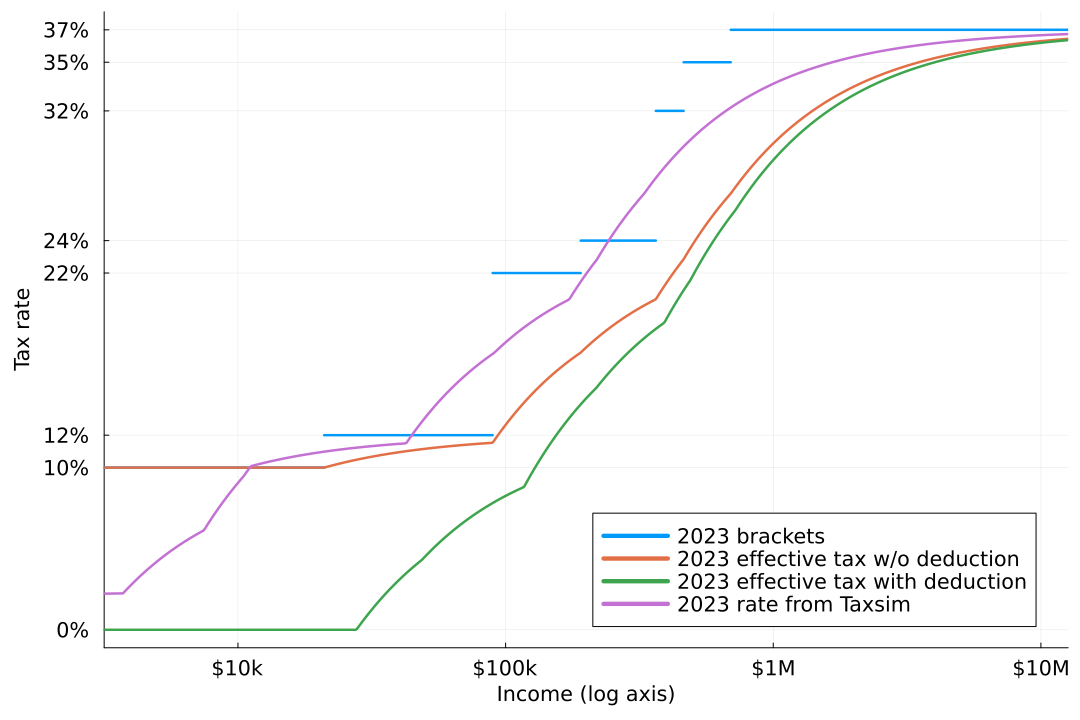 37%
35%
32%
24%
22%
12%
10%
0%
Tax rate
2023 brackets
2023 effective tax w/o deduction
2023 effective tax with deduction
2023 rate from Taxsim
$10k
$100k
$1M
$10M
Income (log axis)